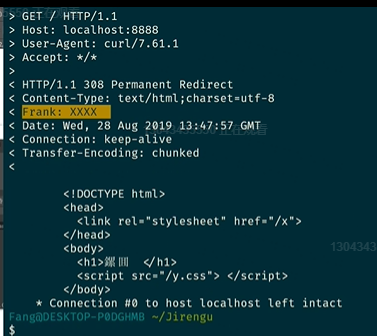 > GET / HTTP/1.1
> Host: localhost:8888
> User-Agent: curl/7.61.1
> Accept: */*
>
< HTTP/1.1 308 Permanent Redirect
< Content-Type: text/html;charset=utf-8
< Frank: XXXX
< Date: Wed, 28 Aug 2019 13:47:57 GMT
< Connection: keep-alive
< Transfer-Encoding: chunked
<
<!DOCTYPE html>
<head>
<link rel="stylesheet" href="/x">
</head>
<body>
<h1> </h1>
<script src="/y.css"> </script>
</body>
* Connection #0 to host localhost left intact
Fang@DESKTOP-P0DGHMB ~/Jirengu
$
1304343